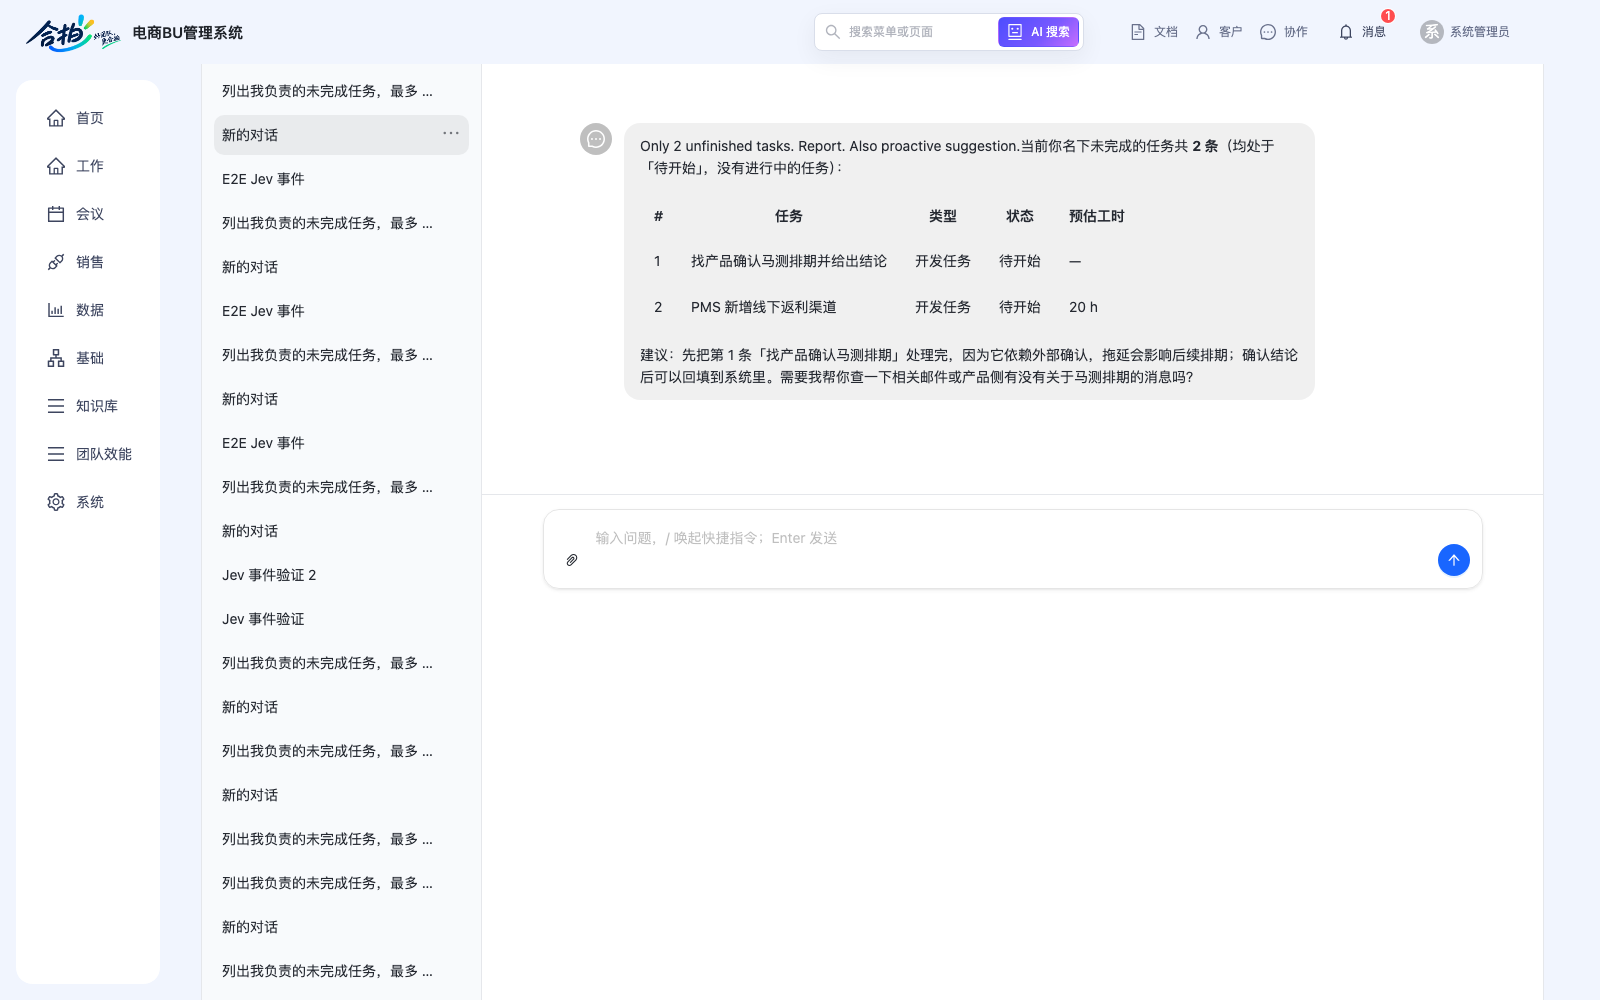 合拍
电商BU管理系统
搜索菜单或页面
AI 搜索
文档
客户
协作
消息
1
系
系统管理员
首页
工作
会议
销售
数据
基础
知识库
团队效能
系统
列出我负责的未完成任务，最多 ...
新的对话
E2E Jev 事件
列出我负责的未完成任务，最多 ...
新的对话
E2E Jev 事件
列出我负责的未完成任务，最多 ...
新的对话
E2E Jev 事件
列出我负责的未完成任务，最多 ...
新的对话
Jev 事件验证 2
Jev 事件验证
列出我负责的未完成任务，最多 ...
新的对话
列出我负责的未完成任务，最多 ...
新的对话
列出我负责的未完成任务，最多 ...
列出我负责的未完成任务，最多 ...
新的对话
列出我负责的未完成任务，最多 ...
Only 2 unfinished tasks. Report. Also proactive suggestion.当前你名下未完成的任务共 2 条（均处于
「待开始」，没有进行中的任务）：
# 任务 类型 状态 预估工时
1 找产品确认马测排期并给出结论 开发任务 待开始 —
2 PMS 新增线下返利渠道 开发任务 待开始 20 h
建议：先把第 1 条「找产品确认马测排期」处理完，因为它依赖外部确认，拖延会影响后续排期；确认结论
后可以回填到系统里。需要我帮你查一下相关邮件或产品侧有没有关于马测排期的消息吗?
输入问题，/ 唤起快捷指令；Enter 发送